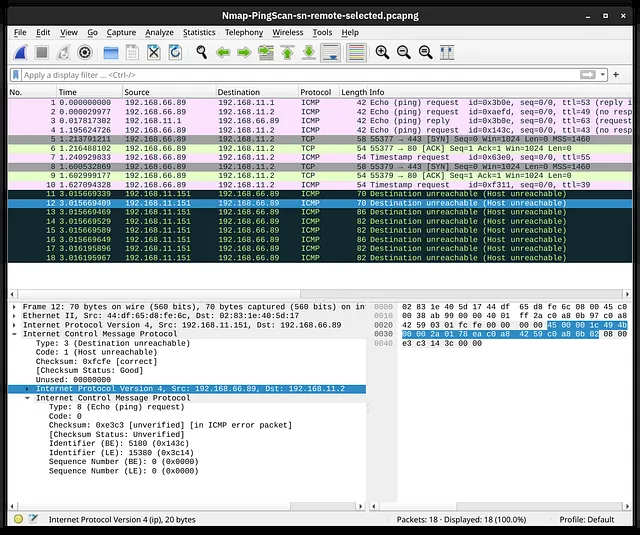 Nmap-PingScan-sn-remote-selected.pcapng
File Edit View Go Capture Analyze Statistics Telephony Wireless Tools Help
Apply a display filter ... <Ctrl-/>
No. Time Source Destination Protocol Length Info
1 0.000000000 192.168.66.89 192.168.11.1 ICMP 42 Echo (ping) request id=0x3b0e, seq=0/0, ttl=53 (reply i
2 0.000029977 192.168.66.89 192.168.11.2 ICMP 42 Echo (ping) request id=0xaefd, seq=0/0, ttl=49 (no resp
3 0.017817302 192.168.11.1 192.168.66.89 ICMP 42 Echo (ping) reply id=0x3b0e, seq=0/0, ttl=63 (request
4 1.195624726 192.168.66.89 192.168.11.2 ICMP 42 Echo (ping) request id=0x143c, seq=0/0, ttl=43 (no resp
5 1.213791211 192.168.66.89 192.168.11.2 TCP 58 55377 → 443 [SYN] Seq=0 Win=1024 Len=0 MSS=1460
6 1.216488102 192.168.66.89 192.168.11.2 TCP 54 55377 → 80 [ACK] Seq=1 Ack=1 Win=1024 Len=0
7 1.240929833 192.168.66.89 192.168.11.2 ICMP 54 Timestamp request id=0x63e0, seq=0/0, ttl=55
192.168.66.89 192.168.11.2 TCP 58 55379 → 443 [SYN] Seq=0 Win=1024 Len=0 MSS=1460
9 1.602999177 192.168.66.89 192.168.11.2 TCP 54 55379 → 80 [ACK] Seq=1 Ack=1 Win=1024 Len=0
10 1.627094328 192.168.66.89 192.168.11.2 ICMP 54 Timestamp request id=0xf311, seq=0/0, ttl=39
11 3.015669339 192.168.11.151 192.168.66.89 ICMP 70 Destination unreachable (Host unreachable)
12 3.015669409 192.168.11.151 192.168.66.89 ICMP 70 Destination unreachable (Host unreachable)
13 3.015669469 192.168.11.151 192.168.66.89 ICMP 86 Destination unreachable (Host unreachable)
14 3.015669529 192.168.11.151 192.168.66.89 ICMP 82 Destination unreachable (Host unreachable)
15 3.015669589 192.168.11.151 192.168.66.89 ICMP 82 Destination unreachable (Host unreachable)
16 3.015669649 192.168.11.151 192.168.66.89 ICMP 86 Destination unreachable (Host unreachable)
17 3.016195896 192.168.11.151 192.168.66.89 ICMP 82 Destination unreachable (Host unreachable)
18 3.016195967 192.168.11.151 192.168.66.89 ICMP 82 Destination unreachable (Host unreachable)
Frame 12: 70 bytes on wire (560 bits), 70 bytes captured (560 bits) on in
Ethernet II, Src: 44:df:65:d8:fe:6c, Dst: 02:83:1e:40:5d:17
Internet Protocol Version 4, Src: 192.168.11.151, Dst: 192.168.66.89
Internet Control Message Protocol
Type: 3 (Destination unreachable)
Code: 1 (Host unreachable)
Checksum: 0xfcfe [correct]
[Checksum Status: Good]
Unused: 00000000
Internet Protocol Version 4, Src: 192.168.66.89, Dst: 192.168.11.2
Internet Control Message Protocol
Type: 8 (Echo (ping) request)
Code: 0
Checksum: 0xe3c3 [unverified] [in ICMP error packet]
[Checksum Status: Unverified]
Identifier (BE): 5180 (0x143c)
Identifier (LE): 15380 (0x3c14)
Sequence Number (BE): 0 (0x0000)
Sequence Number (LE): 0 (0x0000)
0000 02 83 1e 40 5d 17 44 df 65 d8 fe 6c 08 00 45 c0
0010 00 38 ab 99 00 00 40 01 ff 2a c0 a8 0b 97 c0 a8
0020 42 59 03 01 fc fe 00 00 00 00 45 00 00 1c 49 4b
0030 00 00 2a 01 78 ea c0 a8 42 59 c0 a8 0b 02 08 00
0040 e3 c3 14 3c 00 00
Internet Protocol Version 4 (ip), 20 bytes
Packets: 18 · Displayed: 18 (100.0%)
Profile: Default